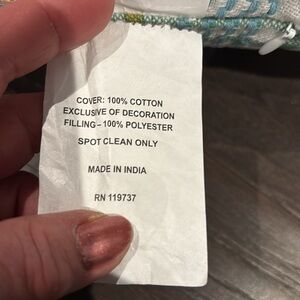 COVER: 100% COTTON
EXCLUSIVE OF DECORATION
FILLING – 100% POLYESTER
SPOT CLEAN ONLY
MADE IN INDIA
RN 119737